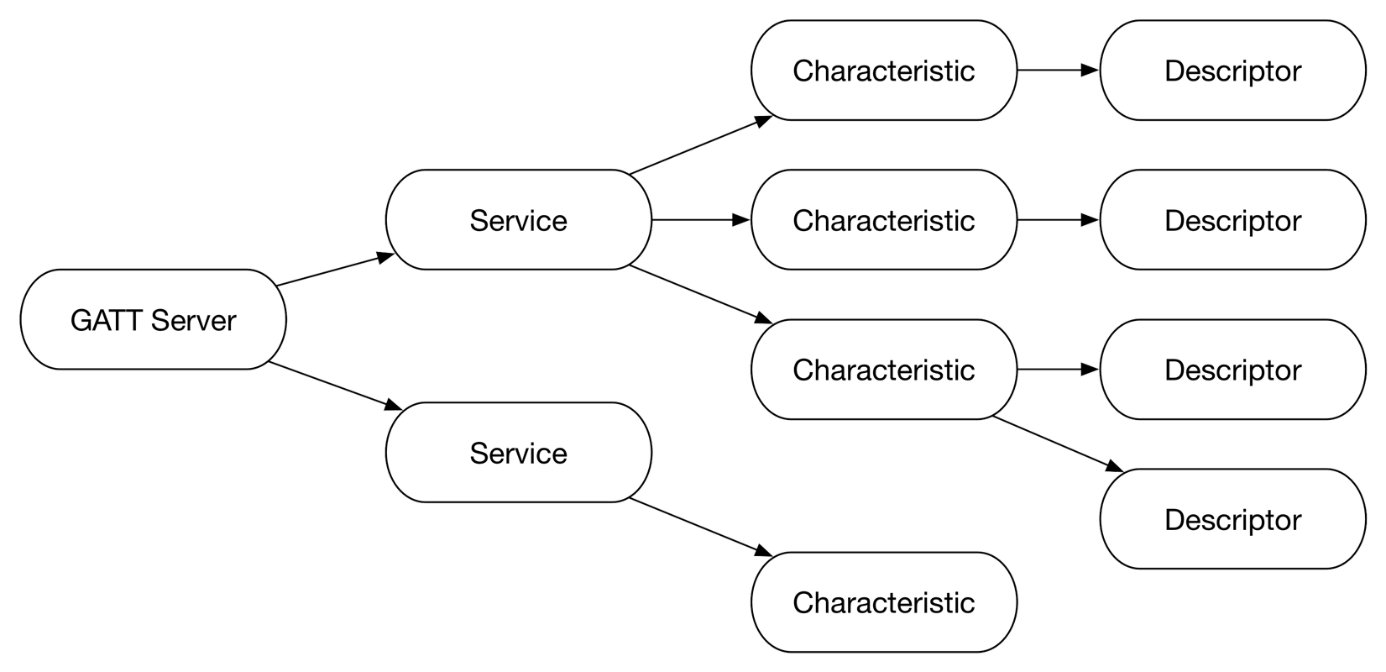 Characteristic
Descriptor
Service
Characteristic
Descriptor
GATT Server
Characteristic
Descriptor
Service
Descriptor
Characteristic